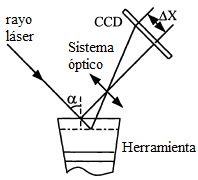 CCD
ΔX
rayo
láser
Sistema
óptico
α
Herramienta